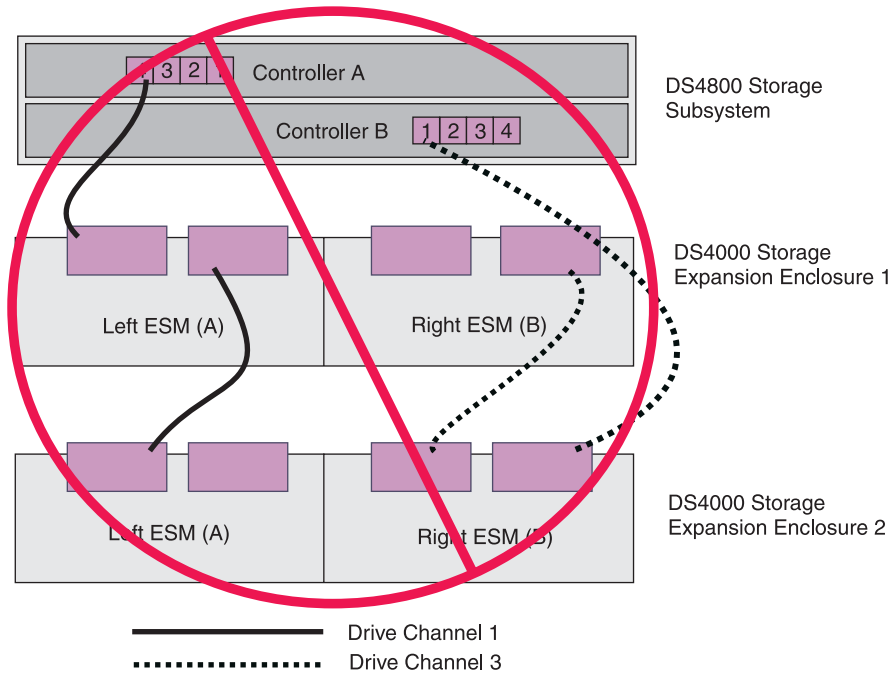 3 2 1 Controller A
Controller B 1 2 3 4
DS4800 Storage
Subsystem
DS4000 Storage
Expansion Enclosure 1
Left ESM (A)
Right ESM (B)
DS4000 Storage
Expansion Enclosure 2
Left ESM (A)
Right ESM (B)
Drive Channel 1
Drive Channel 3